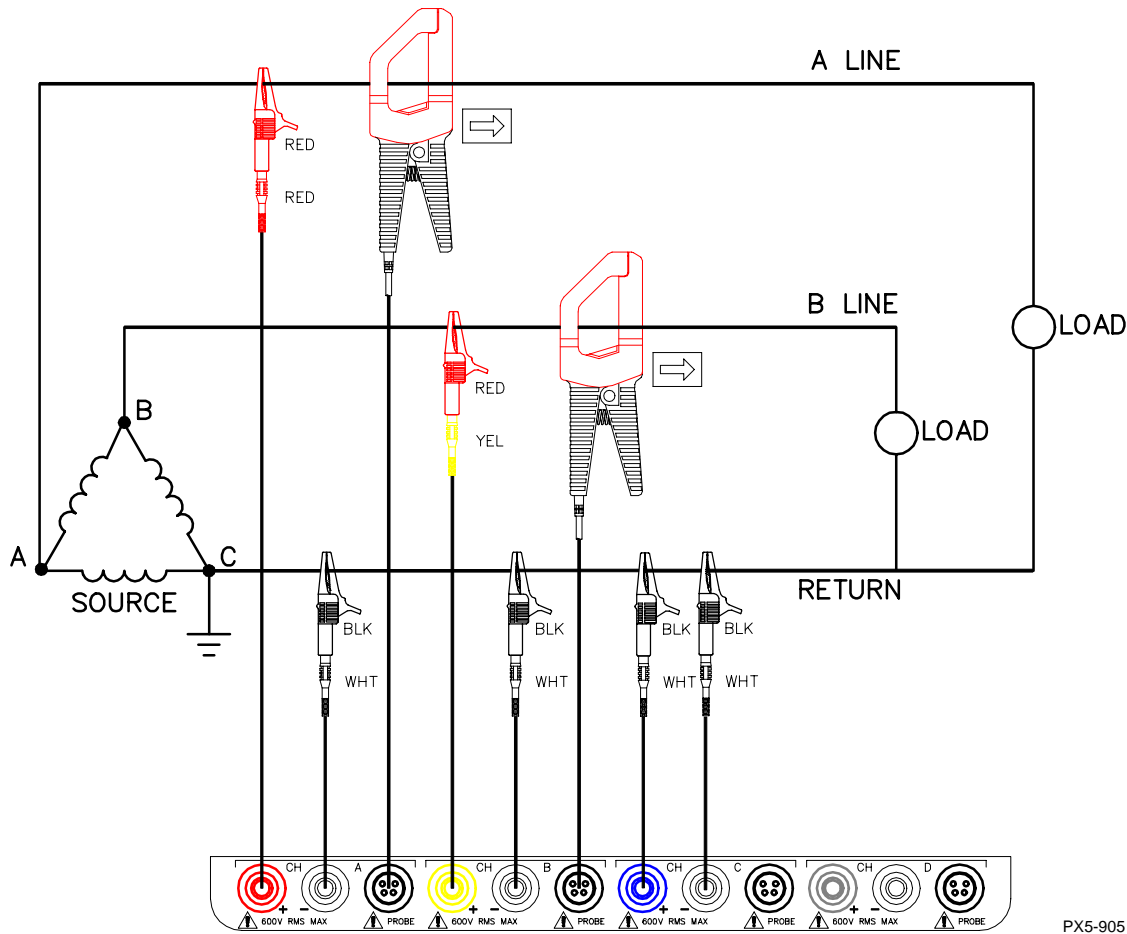 A LINE
RED
RED
B LINE
LOAD
RED
B
LOAD
YEL
A
C
SOURCE
RETURN
BLK
BLK
BLK
BLK
WHT
WHT
WHT
WHT
CH A CH B CH C CH D
+ − + − + − + −
600V RMS MAX PROBE 600V RMS MAX PROBE 600V RMS MAX PROBE 600V RMS MAX PROBE
PX5-905